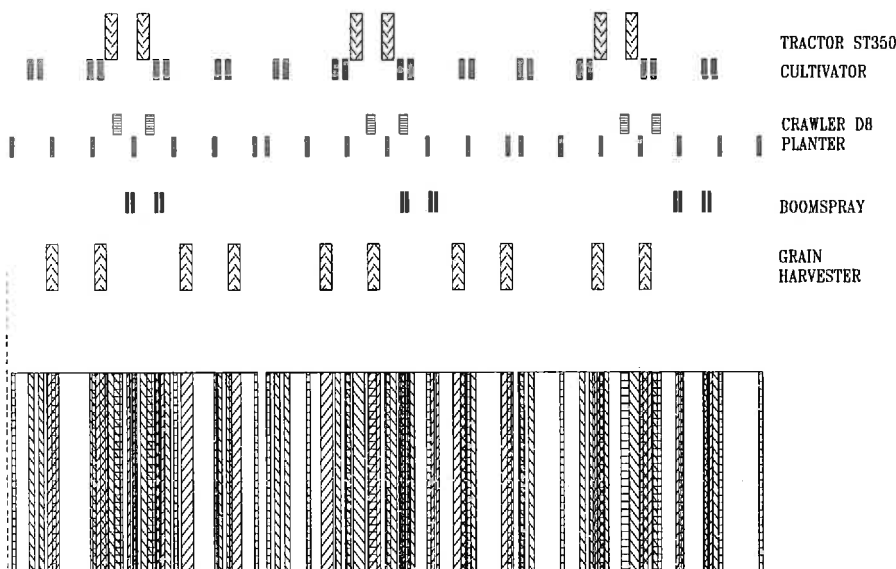 TRACTOR ST350
CULTIVATOR
CRAWLER D8
PLANTER
BOOMSPRAY
GRAIN
HARVESTER